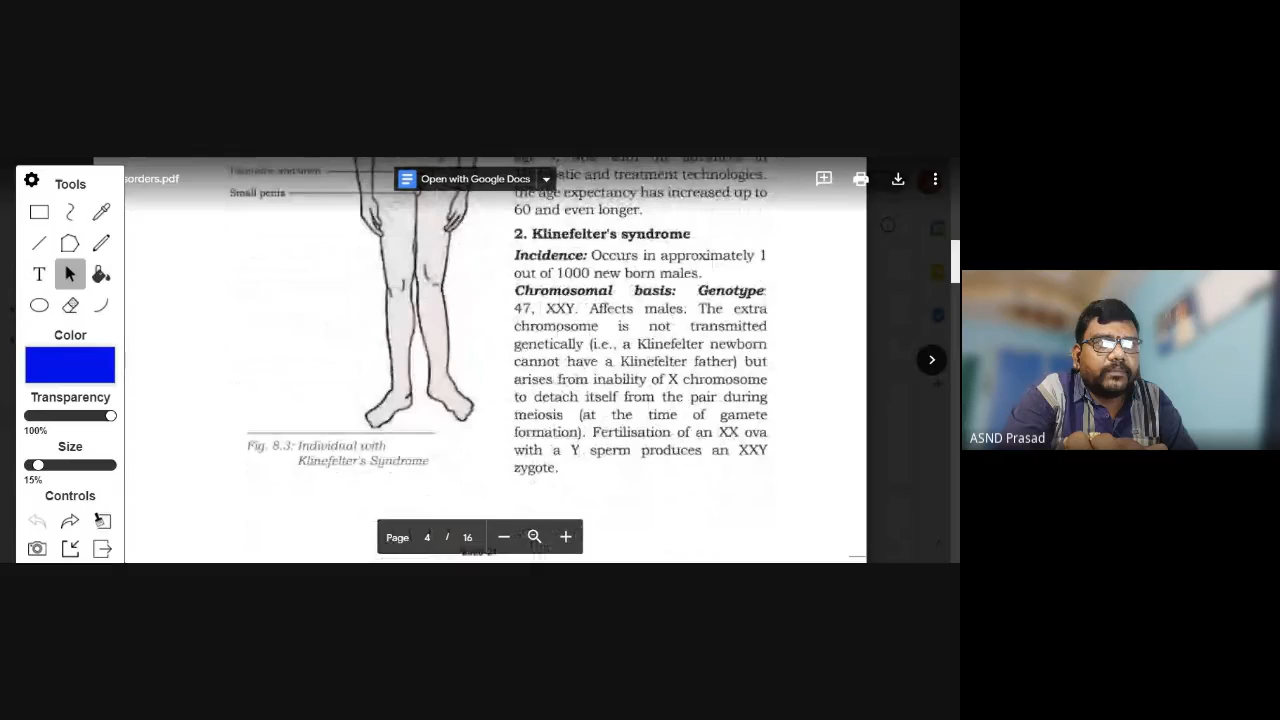 Tools
Color
Transparency
100%
Size
15%
Controls
sorders.pdf
Open with Google Docs
Small penis
Fig. 8.3: Individual with
Klinefelter's Syndrome
and treatment technologies.
the age expectancy has increased up to
60 and even longer.
2. Klinefelter's syndrome
Incidence: Occurs in approximately 1
out of 1000 new born males.
Chromosomal basis: Genotype
47, XXY. Affects males. The extra
chromosome is not transmitted
genetically (i.e., a Klinefelter newborn
cannot have a Klinefelter father) but
arises from inability of X chromosome
to detach itself from the pair during
meiosis (at the time of gamete
formation). Fertilisation of an XX ova
with a Y sperm produces an XXY
zygote.
Page 4 / 16
ASND Prasad